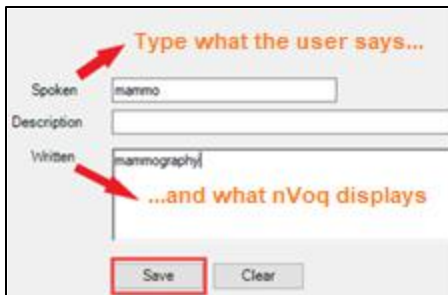 Type what the user says...
Spoken mammo
Description
Written mammography
...and what nVoq displays
Save Clear